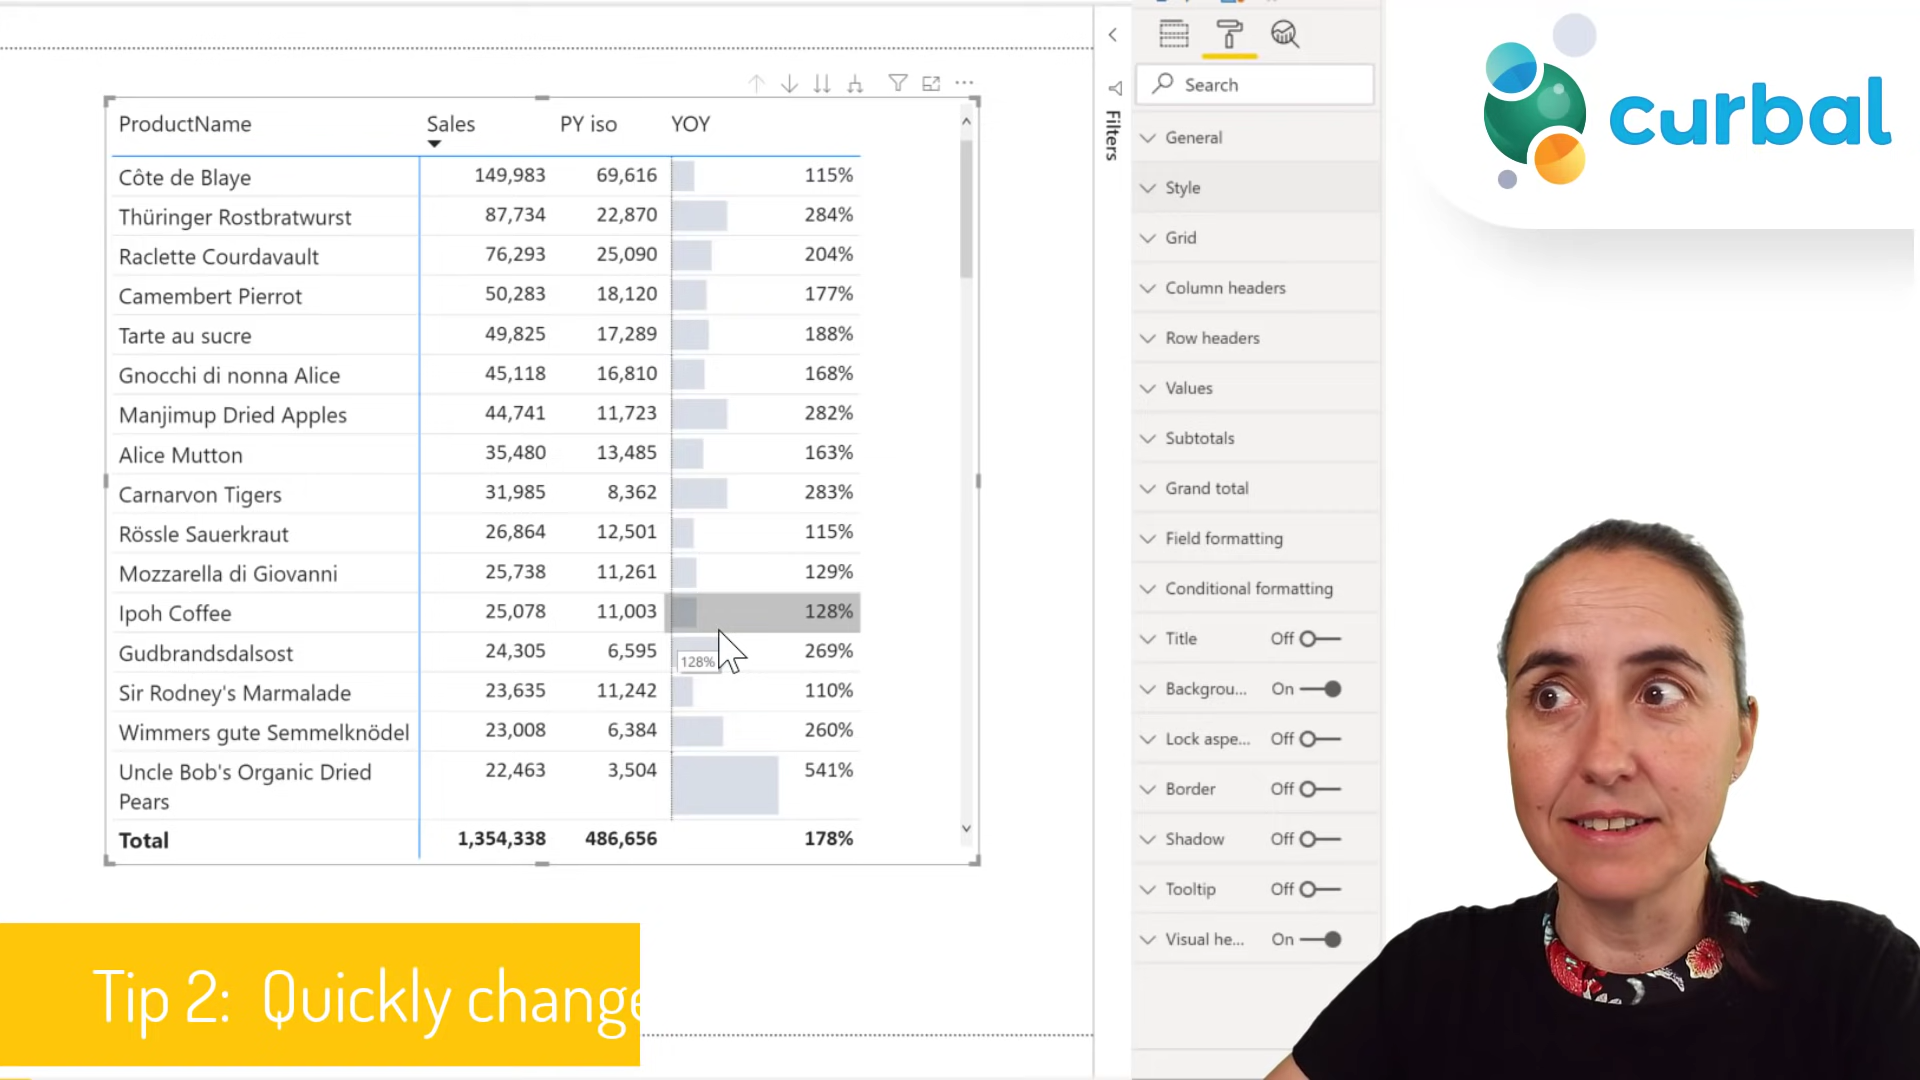 ProductName Sales PY iso YOY
Côte de Blaye 149,983 69,616 115%
Thüringer Rostbratwurst 87,734 22,870 284%
Raclette Courdavault 76,293 25,090 204%
Camembert Pierrot 50,283 18,120 177%
Tarte au sucre 49,825 17,289 188%
Gnocchi di nonna Alice 45,118 16,810 168%
Manjimup Dried Apples 44,741 11,723 282%
Alice Mutton 35,480 13,485 163%
Carnarvon Tigers 31,985 8,362 283%
Rössle Sauerkraut 26,864 12,501 115%
Mozzarella di Giovanni 25,738 11,261 129%
Ipoh Coffee 25,078 11,003 128%
Gudbrandsdalsost 24,305 6,595 269%
128%
Sir Rodney's Marmalade 23,635 11,242 110%
Wimmers gute Semmelknödel 23,008 6,384 260%
Uncle Bob's Organic Dried 22,463 3,504 541%
Pears
Total 1,354,338 486,656 178%
Filters
Search
General
Style
Grid
Column headers
Row headers
Values
Subtotals
Grand total
Field formatting
Conditional formatting
Title Off
Backgrou... On
Lock aspe... Off
Border Off
Shadow Off
Tooltip Off
Visual he... On
curbal
Tip 2: Quickly change